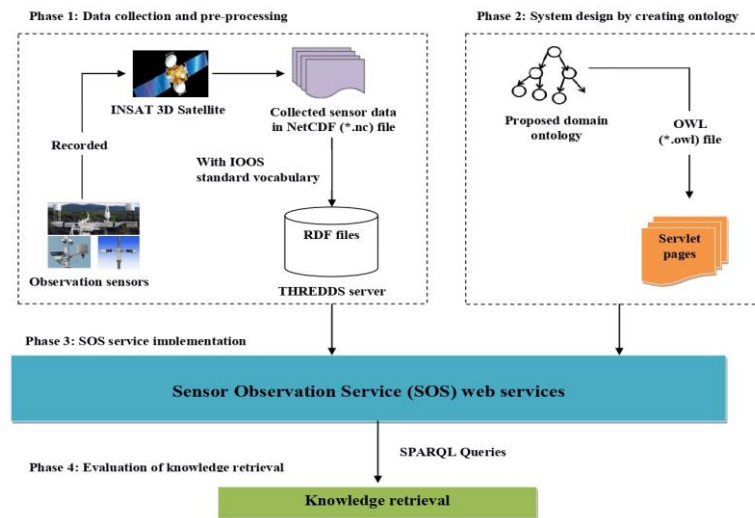 Phase 1: Data collection and pre-processing
INSAT 3D Satellite
Collected sensor data
in NetCDF (*.nc) file
Recorded
With IOOS
standard vocabulary
Observation sensors
RDF files
THREDDS server
Phase 2: System design by creating ontology
Proposed domain
ontology
OWL
(*.owl) file
Servlet
pages
Phase 3: SOS service implementation
Sensor Observation Service (SOS) web services
SPARQL Queries
Phase 4: Evaluation of knowledge retrieval
Knowledge retrieval